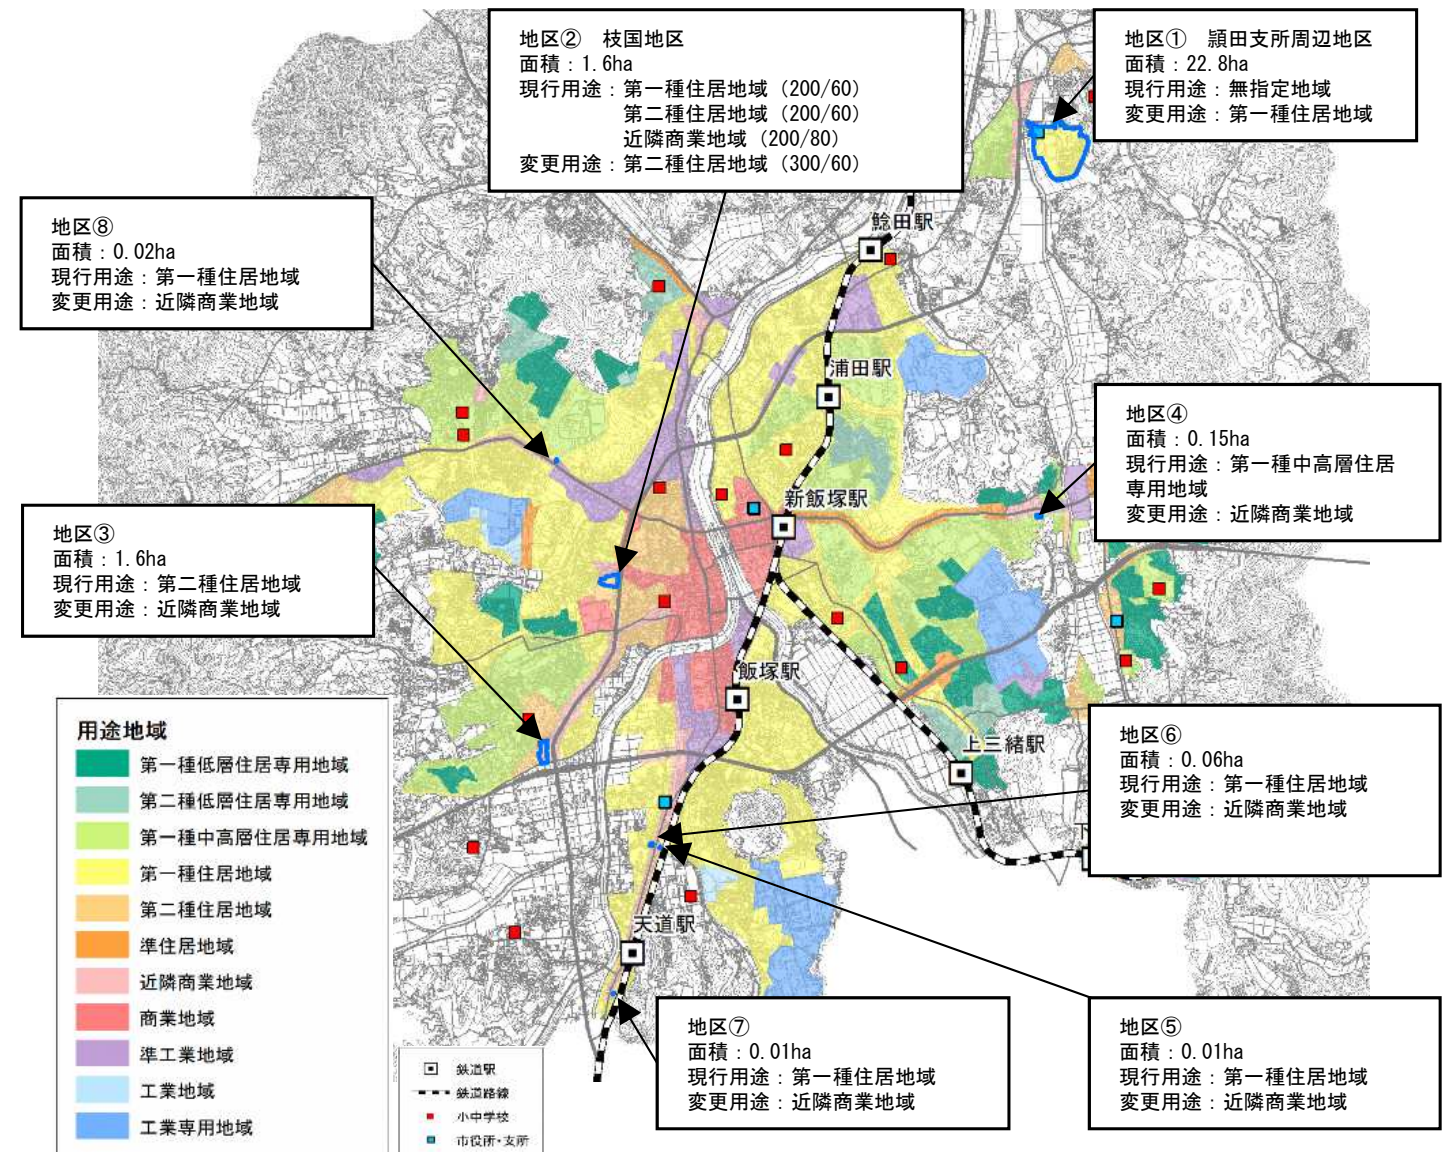 地区② 枝国地区
面積：1.6ha
現行用途：第一種住居地域（200/60）
第二種住居地域（200/60）
近隣商業地域（200/80）
変更用途：第二種住居地域（300/60）
地区① 頴田支所周辺地区
面積：22.8ha
現行用途：無指定地域
変更用途：第一種住居地域
地区⑧
面積：0.02ha
現行用途：第一種住居地域
変更用途：近隣商業地域
鯰田駅
浦田駅
地区④
面積：0.15ha
現行用途：第一種中高層住居
専用地域
変更用途：近隣商業地域
新飯塚駅
地区③
面積：1.6ha
現行用途：第二種住居地域
変更用途：近隣商業地域
飯塚駅
上三緒駅
地区⑥
面積：0.06ha
現行用途：第一種住居地域
変更用途：近隣商業地域
下
天道駅
地区⑦
面積：0.01ha
現行用途：第一種住居地域
変更用途：近隣商業地域
地区⑤
面積：0.01ha
現行用途：第一種住居地域
変更用途：近隣商業地域
用途地域
第一種低層住居専用地域
第二種低層住居専用地域
第一種中高層住居専用地域
第一種住居地域
第二種住居地域
準住居地域
近隣商業地域
商業地域
準工業地域
工業地域
工業専用地域
鉄道駅
鉄道路線
小中学校
市役所・支所